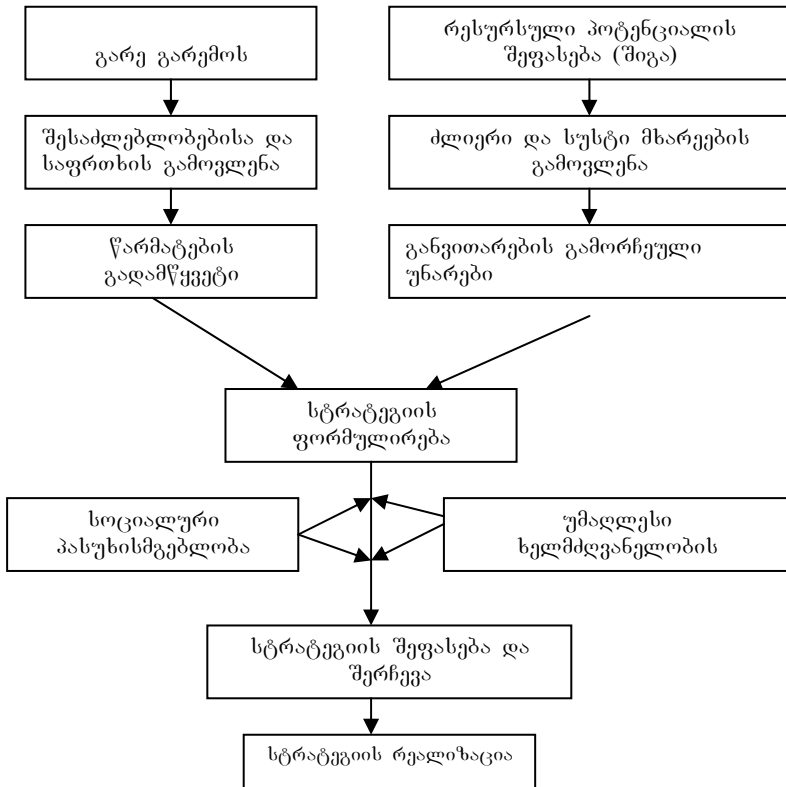 გარე გარემოს
რესურსული პოტენციალის
შეფასება (შიგა)
შესაძლებლობებისა და
საფრთხის გამოვლენა
ძლიერი და სუსტი მხარეების
გამოვლენა
წარმატების
გადამწყვეტი
განვითარების გამორჩეული
უნარები
სტრატეგიის
ფორმულირება
სოციალური
პასუხისმგებლობა
უმაღლესი
ხელმძღვანელობის
სტრატეგიის შეფასება და
შერჩევა
სტრატეგიის რეალიზაცია